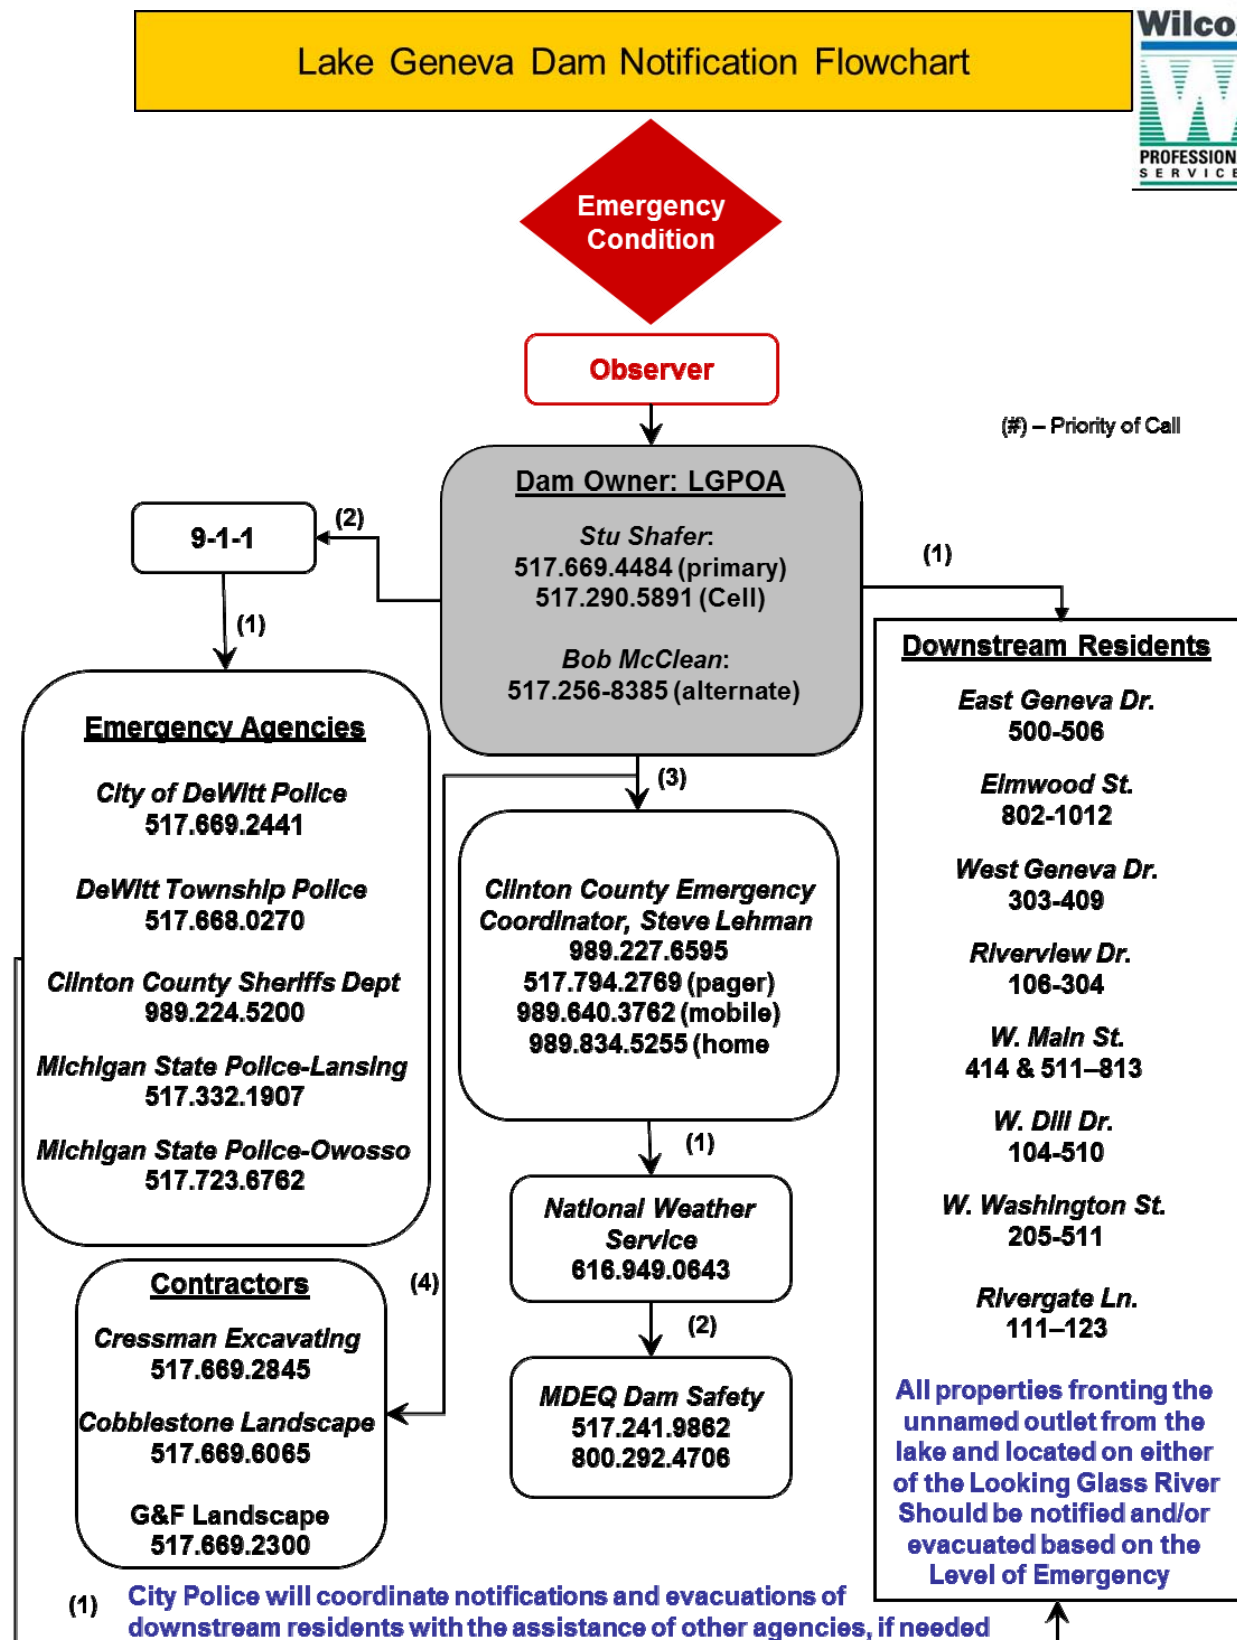 Wilco
PROFESSION
SERVICE
Lake Geneva Dam Notification Flowchart
Emergency
Condition
Observer
(#) – Priority of Call
Dam Owner: LGPOA
Stu Shafer:
517.669.4484 (primary)
517.290.5891 (Cell)
Bob McClean:
517.256-8385 (alternate)
(2)
9-1-1
(1)
(1)
Emergency Agencies
City of DeWitt Police
517.669.2441
DeWitt Township Police
517.668.0270
Clinton County Sheriffs Dept
989.224.5200
Michigan State Police-Lansing
517.332.1907
Michigan State Police-Owosso
517.723.6762
(3)
Clinton County Emergency
Coordinator, Steve Lehman
989.227.6595
517.794.2769 (pager)
989.640.3762 (mobile)
989.834.5255 (home
(1)
National Weather
Service
616.949.0643
(2)
MDEQ Dam Safety
517.241.9862
800.292.4706
(4)
Contractors
Cressman Excavating
517.669.2845
Cobblestone Landscape
517.669.6065
G&F Landscape
517.669.2300
Downstream Residents
East Geneva Dr.
500-506
Elmwood St.
802-1012
West Geneva Dr.
303-409
Riverview Dr.
106-304
W. Main St.
414 & 511–813
W. Dill Dr.
104-510
W. Washington St.
205-511
Rivergate Ln.
111–123
All properties fronting the
unnamed outlet from the
lake and located on either
of the Looking Glass River
Should be notified and/or
evacuated based on the
Level of Emergency
(1) City Police will coordinate notifications and evacuations of
downstream residents with the assistance of other agencies, if needed